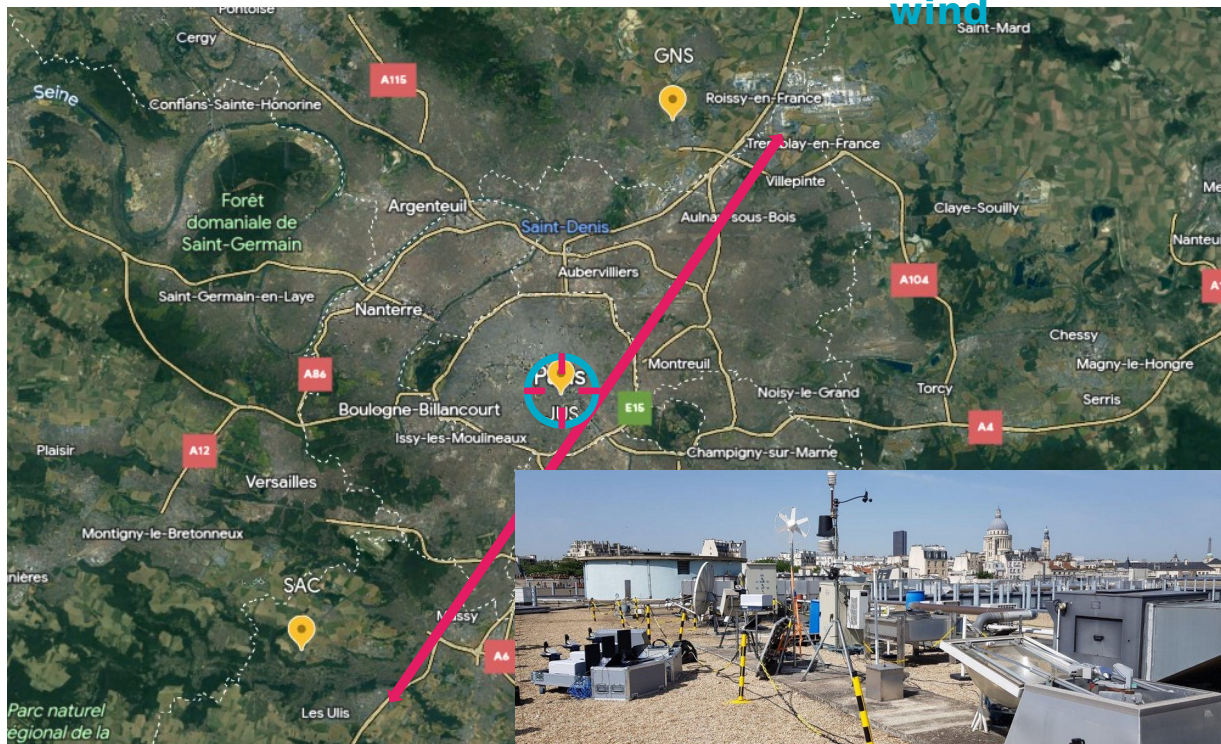 wind
Pontoise
Saint-Mard
Cergy
GNS
A115
Seine
Roissy-en-France
Conflans-Sainte-Honorine
Tremblay-en-France
Villepinte
Forêt
domaniale de
Saint-Germain
Argenteuil
Aulnay-sous-Bois
Claye-Souilly
Saint-Denis
Aubervilliers
A104
Saint-Germain-en-Laye
Nanterre
Chessy
Montreuil
Magny-le-Hongre
A86
Paris
Noisy-le-Grand
Torcy
Serris
Boulogne-Billancourt
JUS
E15
A4
Issy-les-Moulineaux
Plaisir
A12
Champigny-sur-Marne
Versailles
Montigny-le-Bretonneux
nières
SAC
Massy
A6
Les Ulis
Parc naturel
égional de la